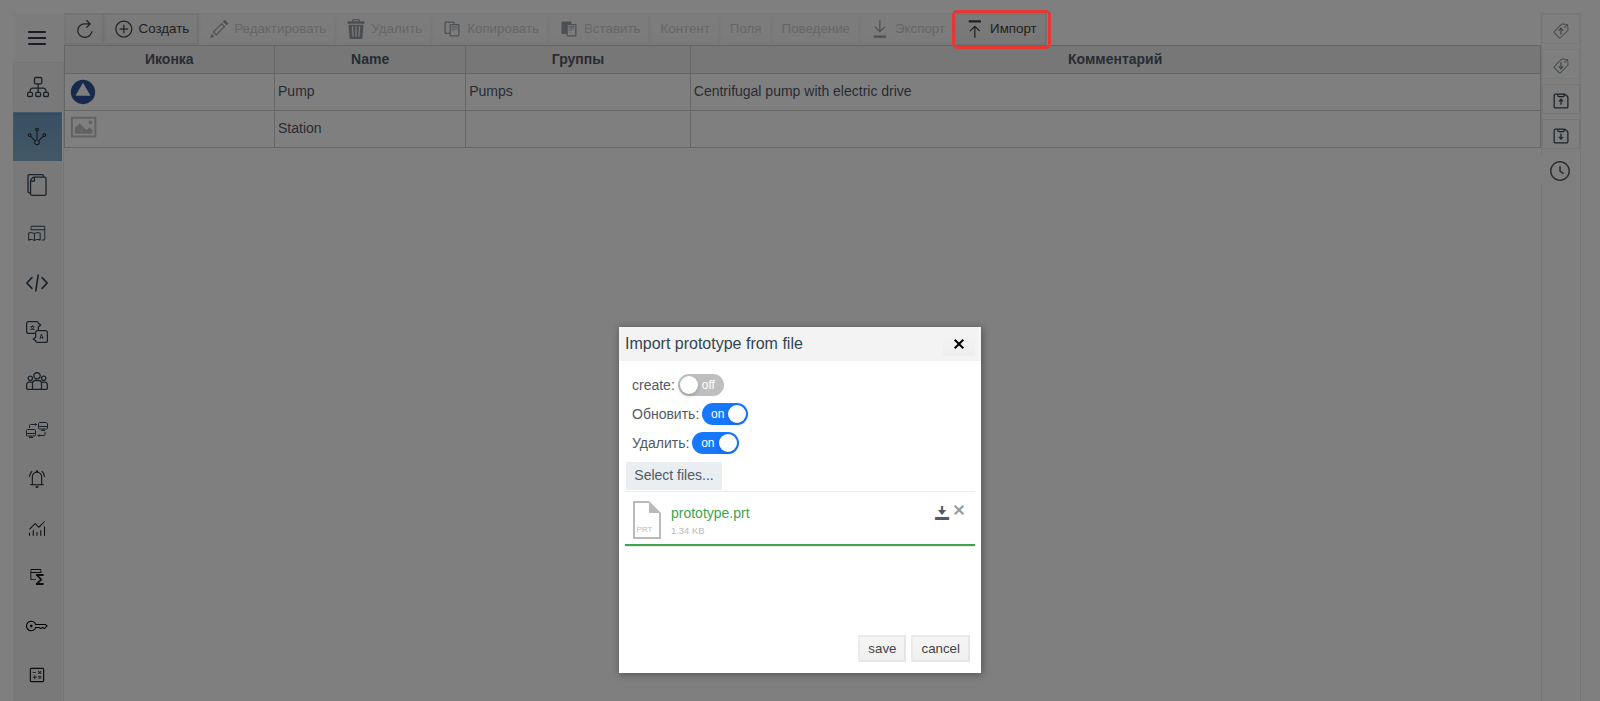 Создать Редактировать Удалить Копировать Вставить Контент Поля Поведение Экспорт Импорт
Иконка Name Группы Комментарий
Pump Pumps Centrifugal pump with electric drive
Station
Import prototype from file
create: off
Обновить: on
Удалить: on
Select files...
prototype.prt
PRT 1.34 KB
save cancel